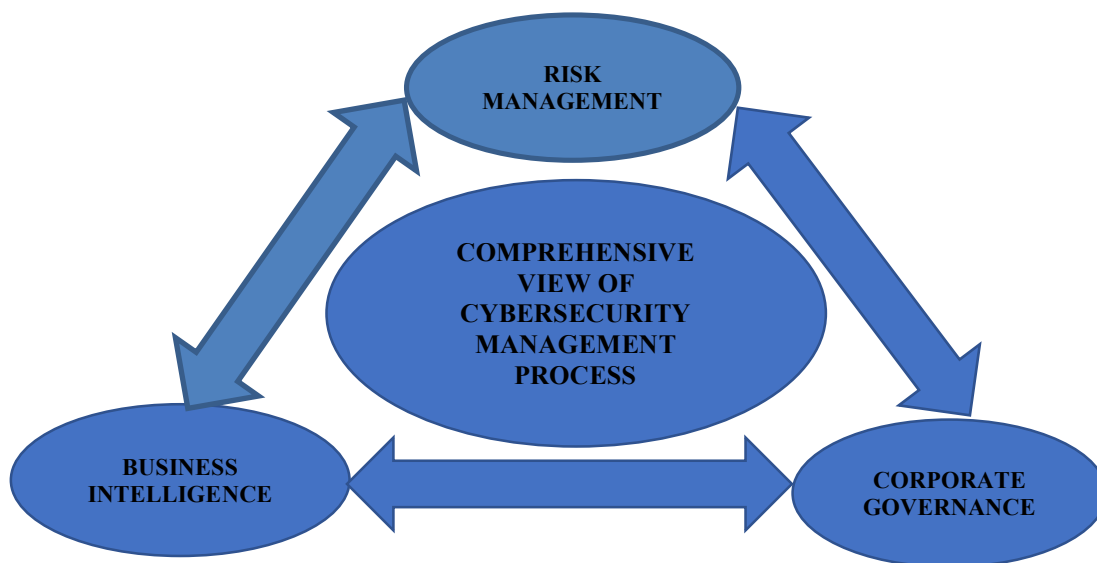 RISK
MANAGEMENT
COMPREHENSIVE
VIEW OF
CYBERSECURITY
MANAGEMENT
PROCESS
BUSINESS
INTELLIGENCE
CORPORATE
GOVERNANCE